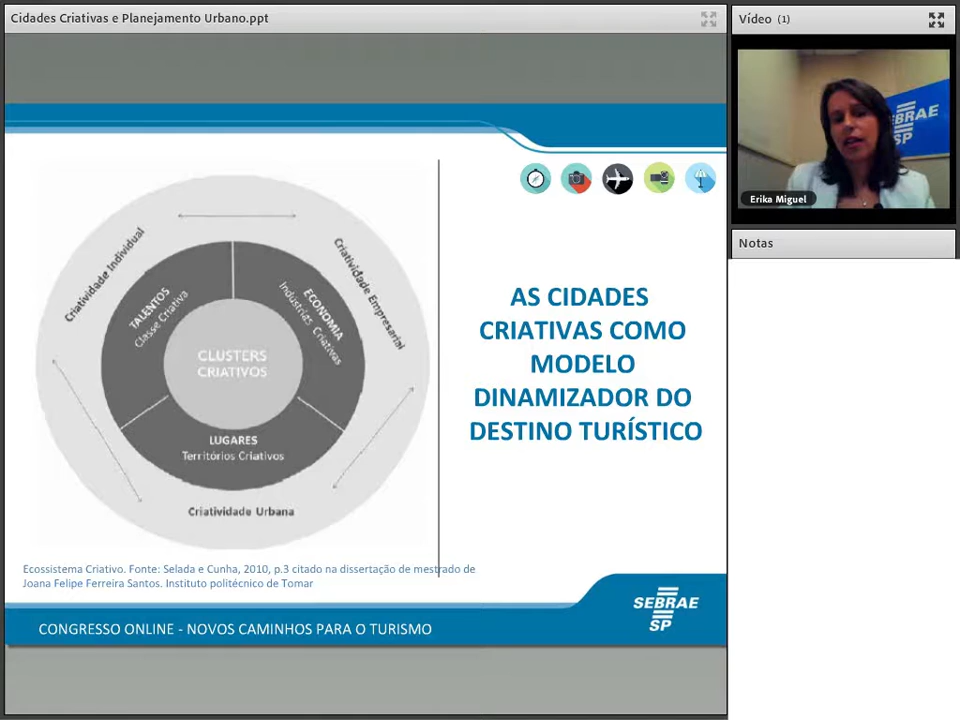 Cidades Criativas e Planejamento Urbano.ppt
Vídeo (1)
SEBRAE
SP
Erika Miguel
Notas
Criatividade Individual
Criatividade Empresarial
TALENTOS
Classe Criativa
ECONOMIA
Indústrias Criativas
CLUSTERS
CRIATIVOS
LUGARES
Territórios Criativos
Criatividade Urbana
AS CIDADES
CRIATIVAS COMO
MODELO
DINAMIZADOR DO
DESTINO TURÍSTICO
Ecossistema Criativo. Fonte: Selada e Cunha, 2010, p.3 citado na dissertação de mestrado de
Joana Felipe Ferreira Santos. Instituto politécnico de Tomar
SEBRAE
SP
CONGRESSO ONLINE - NOVOS CAMINHOS PARA O TURISMO